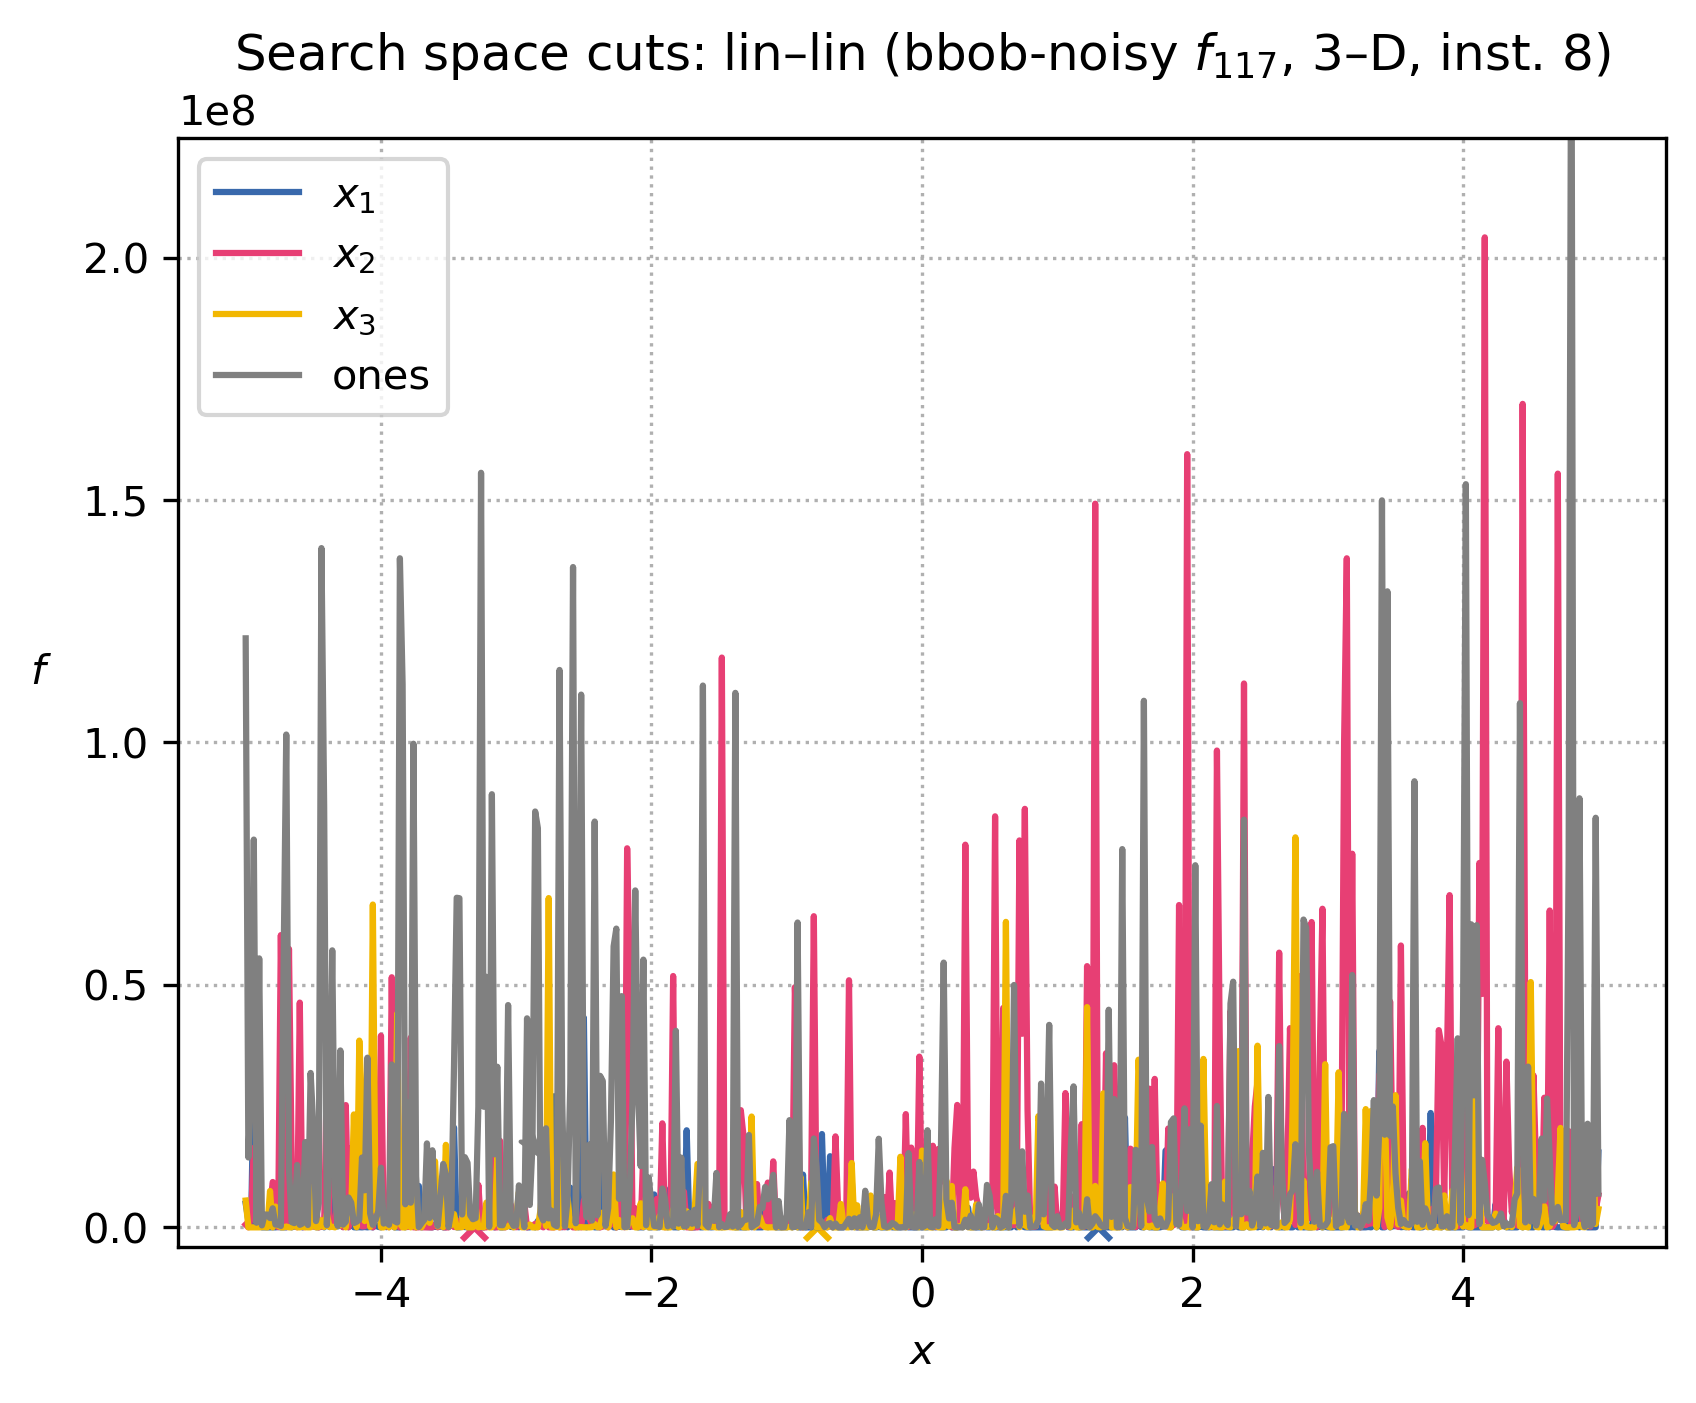 Search space cuts: lin–lin (bbob-noisy f₁₁₇, 3–D, inst. 8)
1e8
x₁
x₂
x₃
ones
2.0
1.5
1.0
0.5
0.0
f
−4
−2
0
2
4
x